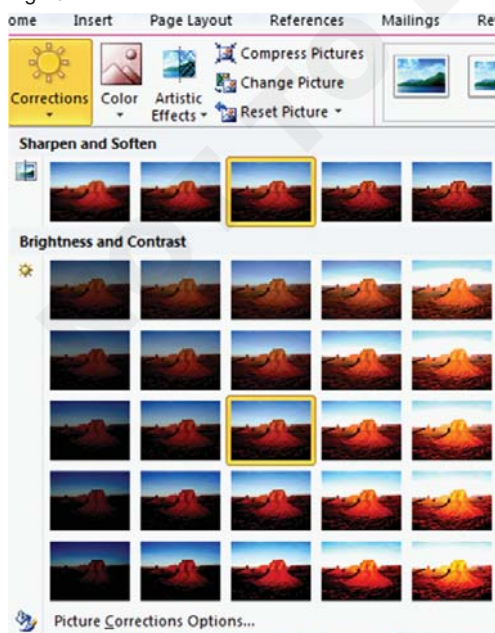 ome Insert Page Layout References Mailings Re
Corrections
Color
Artistic
Effects
Compress Pictures
Change Picture
Reset Picture
Sharpen and Soften
Brightness and Contrast
Picture Corrections Options...